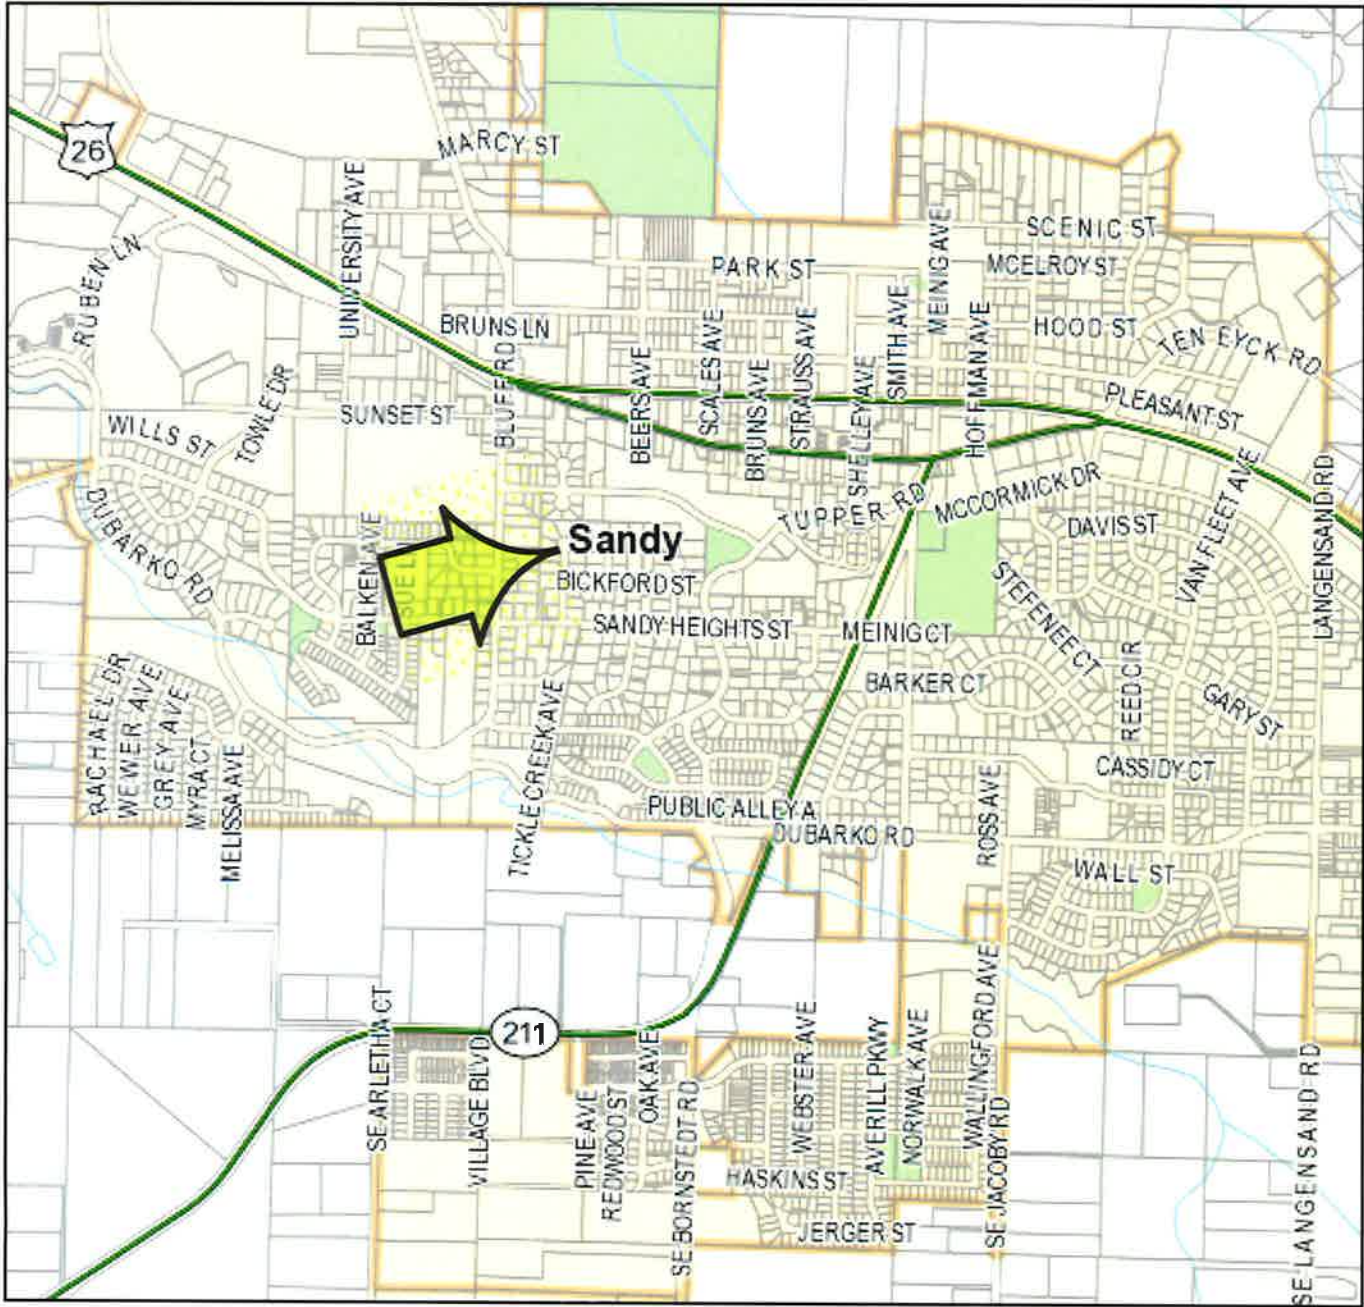 MARCY ST
26
UNIVERSITY AVE
SCENIC ST
MEINIG AVE
RUBEN LN
PARK ST
MCELROY ST
BRUNS LN
SMITH AVE
HOFFMAN AVE
HOOD ST
TEN EYCK RD
BLUFF RD
BEERS AVE
SCALES AVE
BRUNS AVE
STRAUSS AVE
SHELLEY AVE
PLEASANT ST
WILLS ST
TOWLE DR
SUNSET ST
DUBARKO RD
BALKEN AVE
SUE L
Sandy
TUPPER RD
MCCORMICK DR
DAVIS ST
VAN FLEET AVE
LANGENSAND RD
BICKFORD ST
SANDY HEIGHTS ST
MEINIG CT
STEFENEE CT
BARKER CT
REED CIR
GARY ST
RACHAEL DR
WEWER AVE
GREY AVE
MYRA CT
MELISSA AVE
TICKLE CREEK AVE
CASSIDY CT
PUBLIC ALLEY A
DUBARKO RD
ROSS AVE
WALL ST
SE ARLETHA CT
211
VILLAGE BLVD
PINE AVE
REDWOOD ST
OAK AVE
SE BORNSTEDT RD
WEBSTER AVE
AVERILL PKWY
NORWALK AVE
WALLINGFORD AVE
SE JACOBY RD
HASKINS ST
JERGER ST
SE LANGENSAND RD